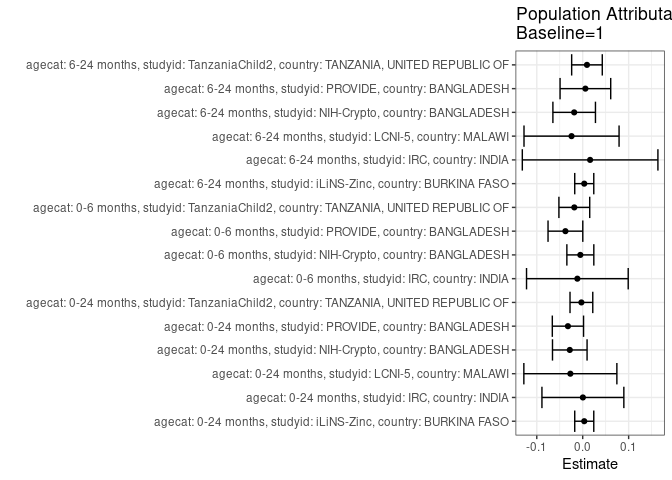 Population Attributa
Baseline=1
agecat: 6-24 months, studyid: TanzaniaChild2, country: TANZANIA, UNITED REPUBLIC OF
agecat: 6-24 months, studyid: PROVIDE, country: BANGLADESH
agecat: 6-24 months, studyid: NIH-Crypto, country: BANGLADESH
agecat: 6-24 months, studyid: LCNI-5, country: MALAWI
agecat: 6-24 months, studyid: IRC, country: INDIA
agecat: 6-24 months, studyid: iLiNS-Zinc, country: BURKINA FASO
agecat: 0-6 months, studyid: TanzaniaChild2, country: TANZANIA, UNITED REPUBLIC OF
agecat: 0-6 months, studyid: PROVIDE, country: BANGLADESH
agecat: 0-6 months, studyid: NIH-Crypto, country: BANGLADESH
agecat: 0-6 months, studyid: IRC, country: INDIA
agecat: 0-24 months, studyid: TanzaniaChild2, country: TANZANIA, UNITED REPUBLIC OF
agecat: 0-24 months, studyid: PROVIDE, country: BANGLADESH
agecat: 0-24 months, studyid: NIH-Crypto, country: BANGLADESH
agecat: 0-24 months, studyid: LCNI-5, country: MALAWI
agecat: 0-24 months, studyid: IRC, country: INDIA
agecat: 0-24 months, studyid: iLiNS-Zinc, country: BURKINA FASO
-0.1 0.0 0.1
Estimate